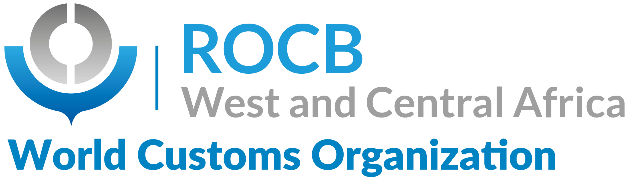 ROCB
West and Central Africa
World Customs Organization